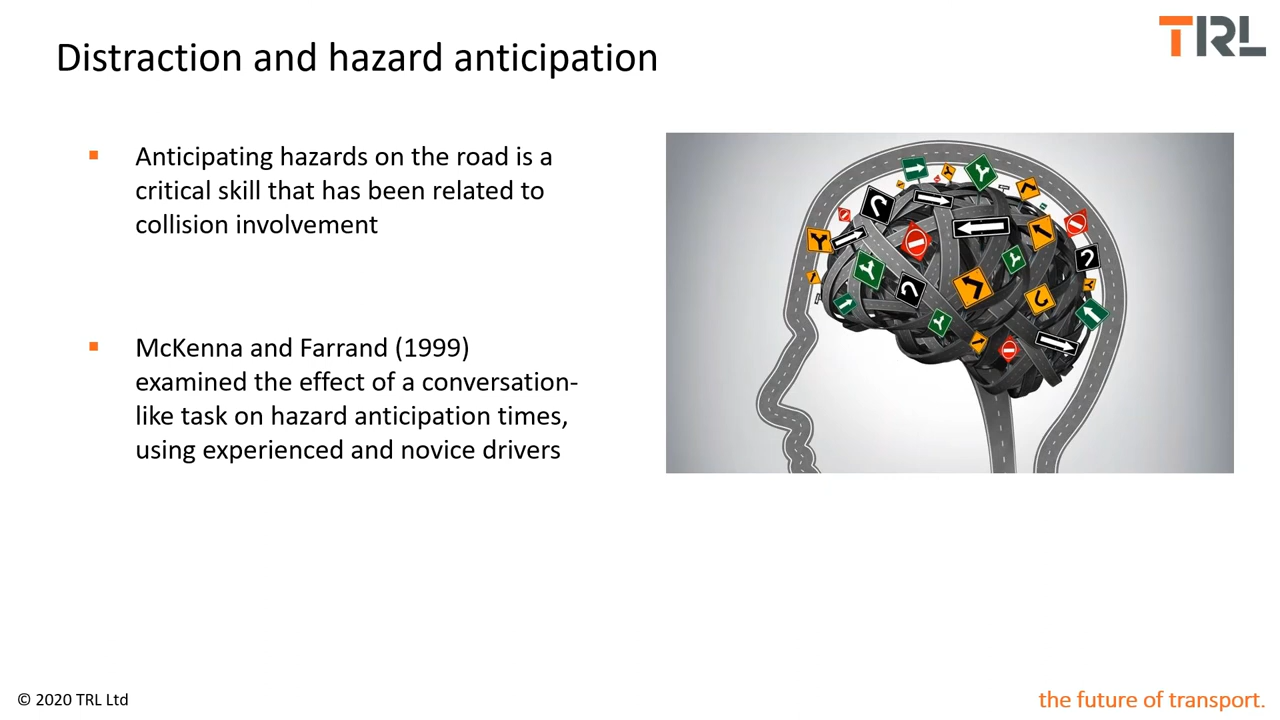 Distraction and hazard anticipation
TRL
Anticipating hazards on the road is a
critical skill that has been related to
collision involvement
McKenna and Farrand (1999)
examined the effect of a conversation-
like task on hazard anticipation times,
using experienced and novice drivers
© 2020 TRL Ltd
the future of transport.